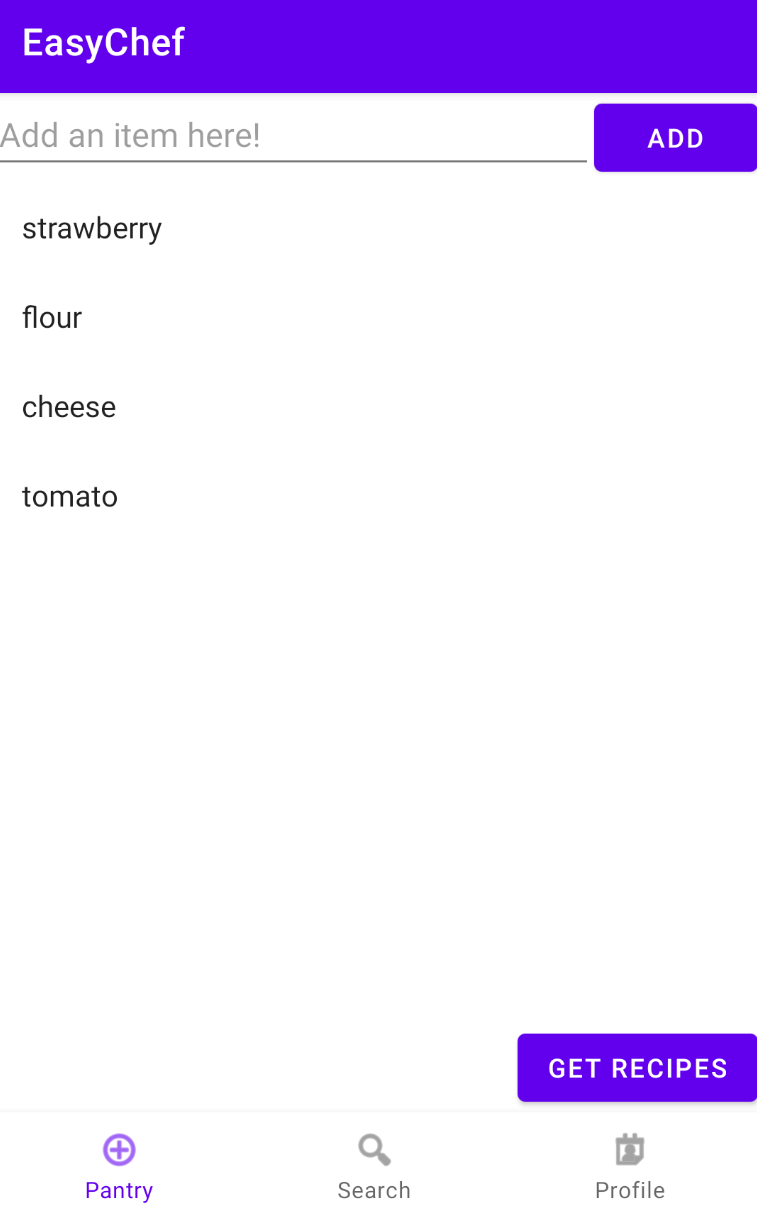 EasyChef
Add an item here!
ADD
strawberry
flour
cheese
tomato
GET RECIPES
Pantry
Search
Profile